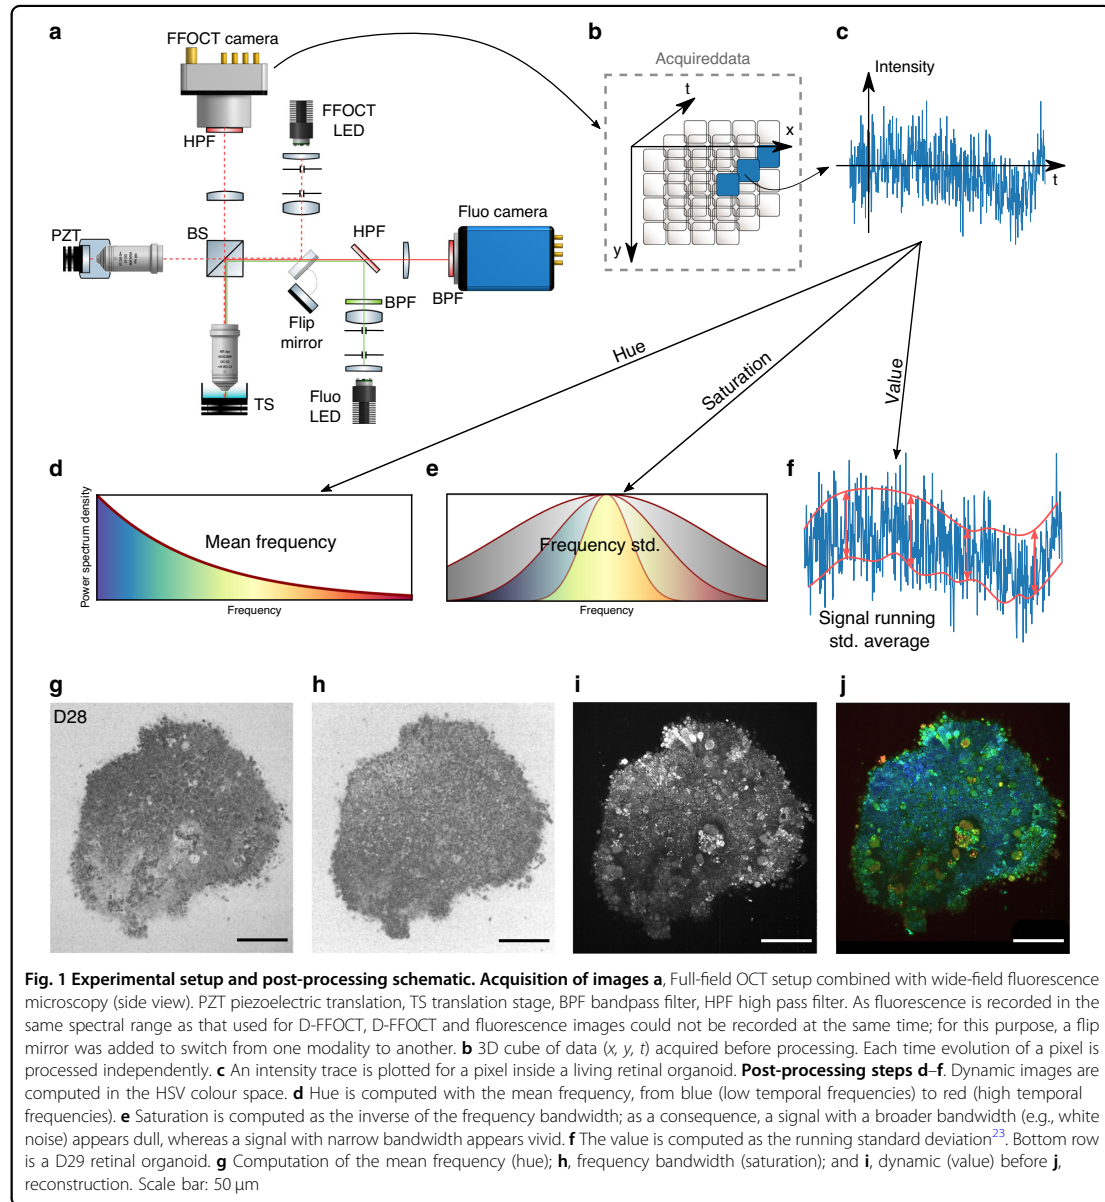 a
FFOCT camera
HPF
FFOCT
LED
PZT
BS
HPF
Fluo camera
BPF
BPF
Flip
mirror
TS
Fluo
LED
b
Acquireddata
t
x
y
c
Intensity
t
Hue
Saturation
Value
d
Power spectrum density
Mean frequency
Frequency
e
Frequency std.
Frequency
f
Signal running
std. average
g
D28
h
i
j
Fig. 1 Experimental setup and post-processing schematic. Acquisition of images a, Full-field OCT setup combined with wide-field fluorescence
microscopy (side view). PZT piezoelectric translation, TS translation stage, BPF bandpass filter, HPF high pass filter. As fluorescence is recorded in the
same spectral range as that used for D-FFOCT, D-FFOCT and fluorescence images could not be recorded at the same time; for this purpose, a flip
mirror was added to switch from one modality to another. b 3D cube of data (x, y, t) acquired before processing. Each time evolution of a pixel is
processed independently. c An intensity trace is plotted for a pixel inside a living retinal organoid. Post-processing steps d–f. Dynamic images are
computed in the HSV colour space. d Hue is computed with the mean frequency, from blue (low temporal frequencies) to red (high temporal
frequencies). e Saturation is computed as the inverse of the frequency bandwidth; as a consequence, a signal with a broader bandwidth (e.g., white
noise) appears dull, whereas a signal with narrow bandwidth appears vivid. f The value is computed as the running standard deviation23. Bottom row
is a D29 retinal organoid. g Computation of the mean frequency (hue); h, frequency bandwidth (saturation); and i, dynamic (value) before j,
reconstruction. Scale bar: 50 μm